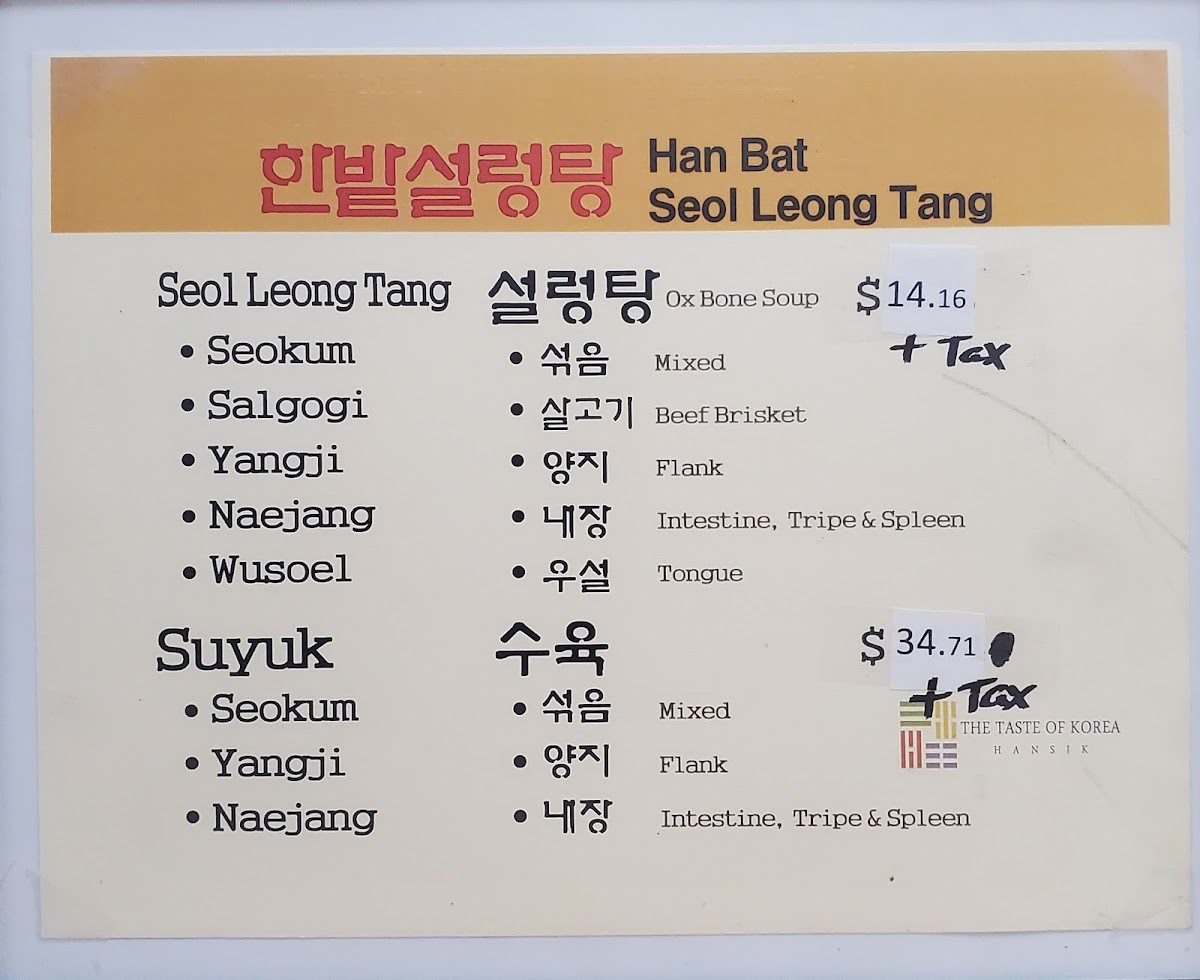 한밭설렁탕 Han Bat
Seol Leong Tang
Seol Leong Tang 설렁탕 Ox Bone Soup $14.16
+ Tax
• Seokum • 섞음 Mixed
• Salgogi • 살고기 Beef Brisket
• Yangji • 양지 Flank
• Naejang • 내장 Intestine, Tripe & Spleen
• Wusoel • 우설 Tongue
Suyuk 수육 $34.71
+ Tax
• Seokum • 섞음 Mixed
THE TASTE OF KOREA
HANSIK
• Yangji • 양지 Flank
• Naejang • 내장 Intestine, Tripe & Spleen